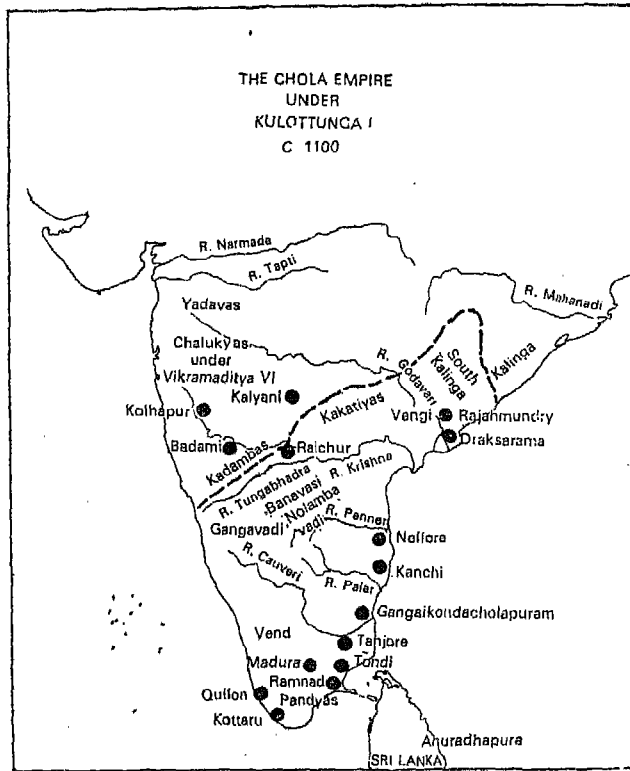 THE CHOLA EMPIRE
UNDER
KULOTTUNGA I
C 1100
R. Narmada
R. Tapti
R. Mahanadi
Yadavas
Chalukyas
under
Vikramaditya VI
R. Godavari
South
Kalinga
Kalinga
Kalyani
Kolhapur
Kakatiyas
Vengi
Rajahmundry
Draksarama
Badami
Kadambas
Raichur
R. Krishna
R. Tungabhadra
Banavasi
Nolamba
vadi
Gangavadi
R. Penner
Nellore
R. Cauveri
Kanchi
R. Palar
Gangaikondacholapuram
Vend
Tanjore
Madura
Tondi
Ramnad
Quilon
Pandyas
Kottaru
Anuradhapura
SRI LANKA